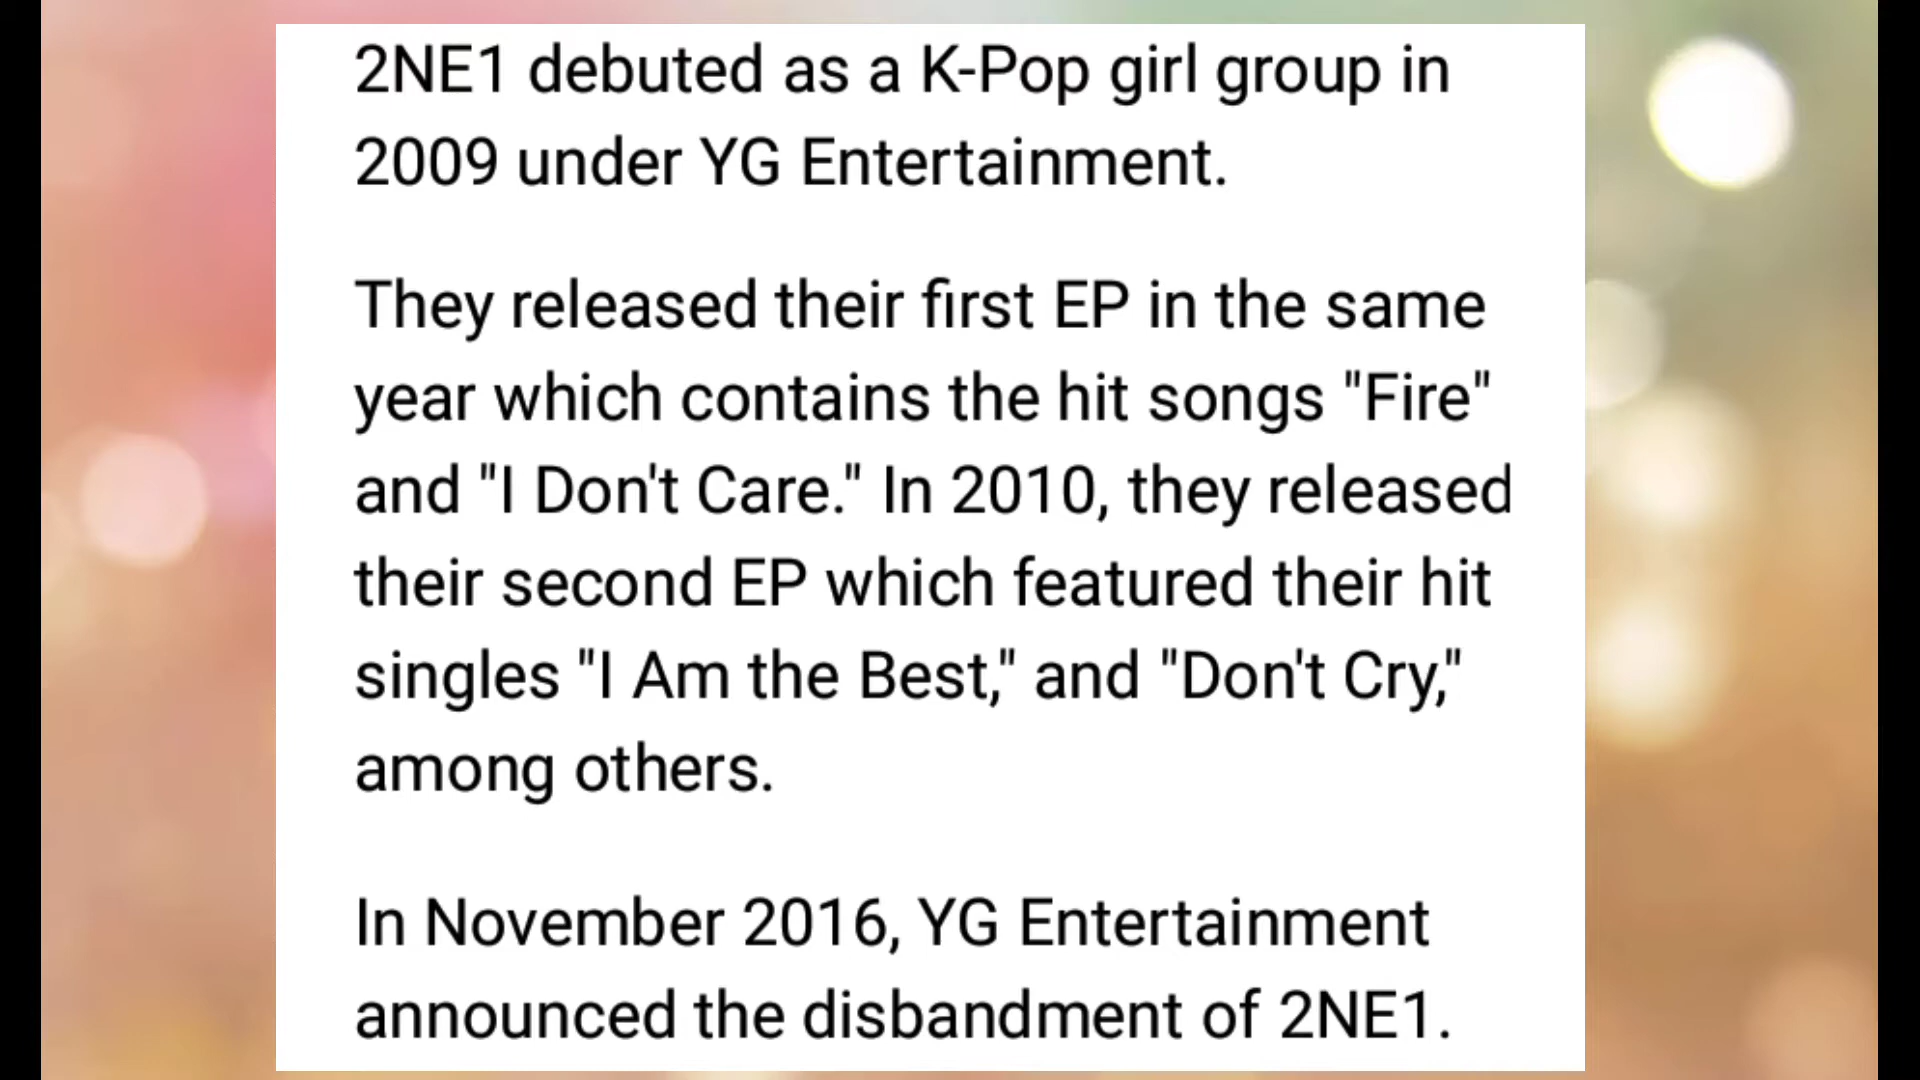 2NE1 debuted as a K-Pop girl group in
2009 under YG Entertainment.
They released their first EP in the same
year which contains the hit songs "Fire"
and "I Don't Care." In 2010, they released
their second EP which featured their hit
singles "I Am the Best," and "Don't Cry,"
among others.
In November 2016, YG Entertainment
announced the disbandment of 2NE1.